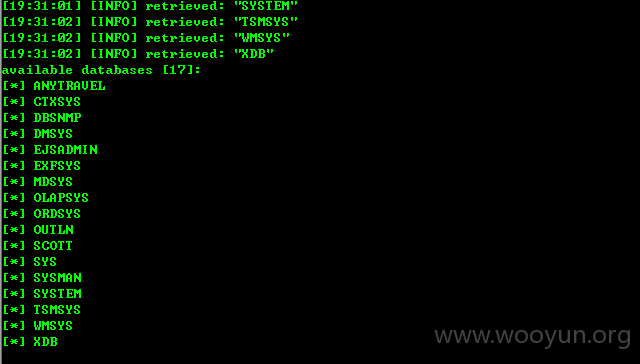 [19:31:01] [INFO] retrieved: "SYSTEM"
[19:31:02] [INFO] retrieved: "TSMSYS"
[19:31:02] [INFO] retrieved: "WMSYS"
[19:31:02] [INFO] retrieved: "XDB"
available databases [17]:
[*] ANYTRAVEL
[*] CTXSYS
[*] DBSNMP
[*] DMSYS
[*] EJSADMIN
[*] EXFSYS
[*] MDSYS
[*] OLAPSYS
[*] ORDSYS
[*] OUTLN
[*] SCOTT
[*] SYS
[*] SYSMAN
[*] SYSTEM
[*] TSMSYS
[*] WMSYS
[*] XDB
www.wooyun.org